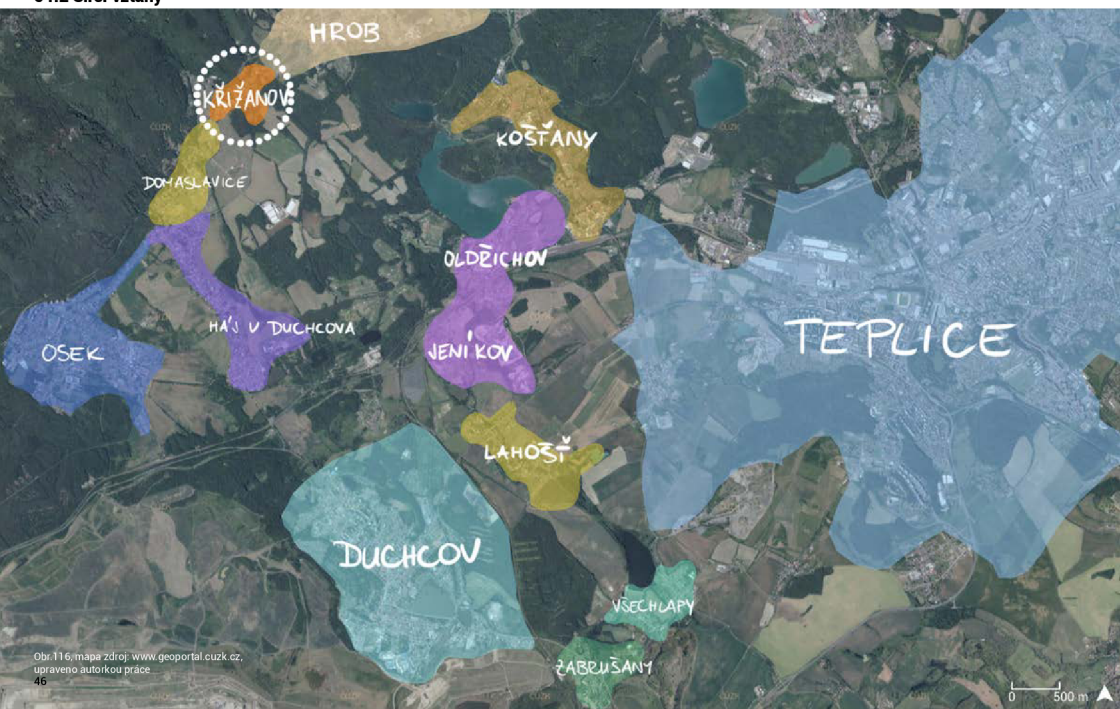 HROB
KŘIŽANOV
KOŠŤANY
DOMASLAVICE
OLDŘICHOV
HÁJ U DUCHCOVA
TEPLICE
OSEK
JENÍKOV
LAHOŠŤ
DUCHCOV
VŠECHLAPY
ZABRUŠANY
Obr.116, mapa zdroj: www.geoportal.cuzk.cz,
upraveno autorkou práce
46
0 500 m